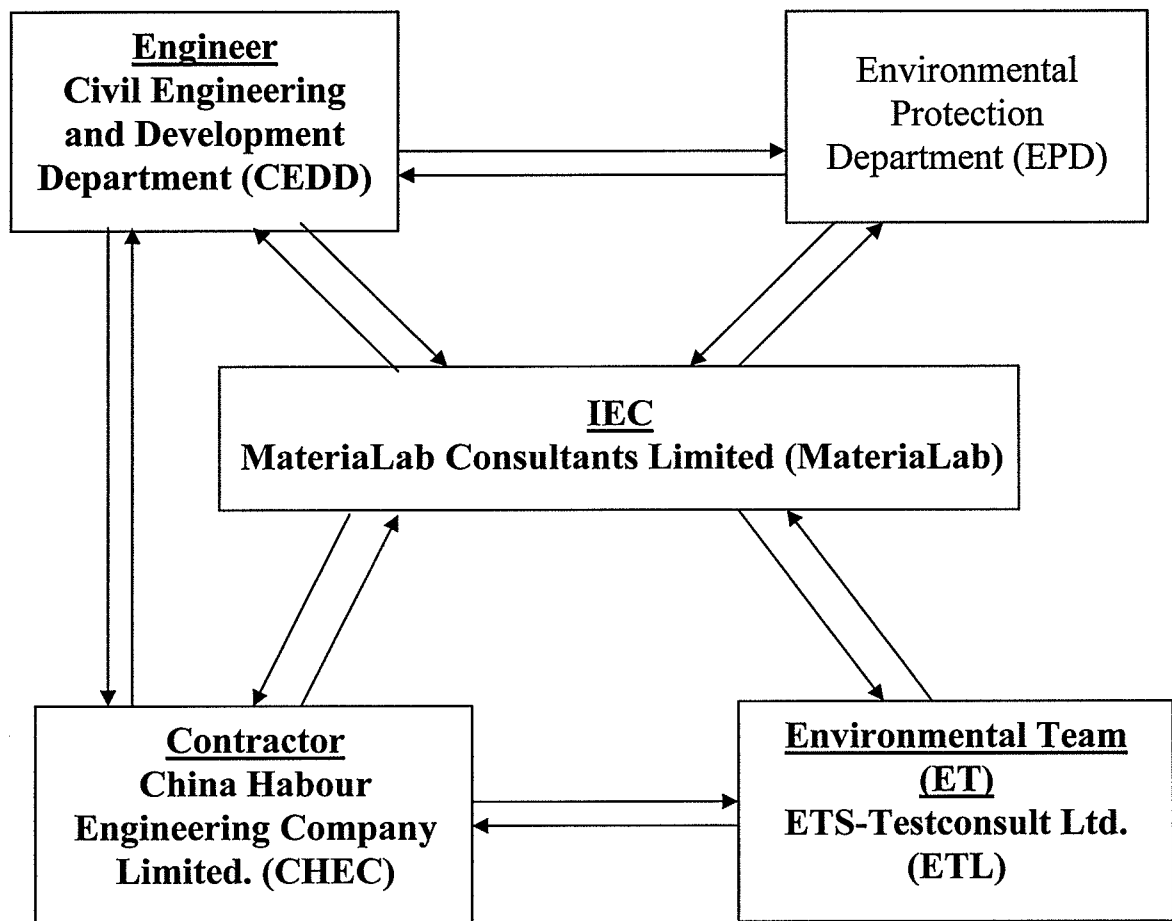 Engineer
Civil Engineering
and Development
Department (CEDD)
Environmental
Protection
Department (EPD)
IEC
MateriaLab Consultants Limited (MateriaLab)
Contractor
China Habour
Engineering Company
Limited. (CHEC)
Environmental Team
(ET)
ETS-Testconsult Ltd.
(ETL)